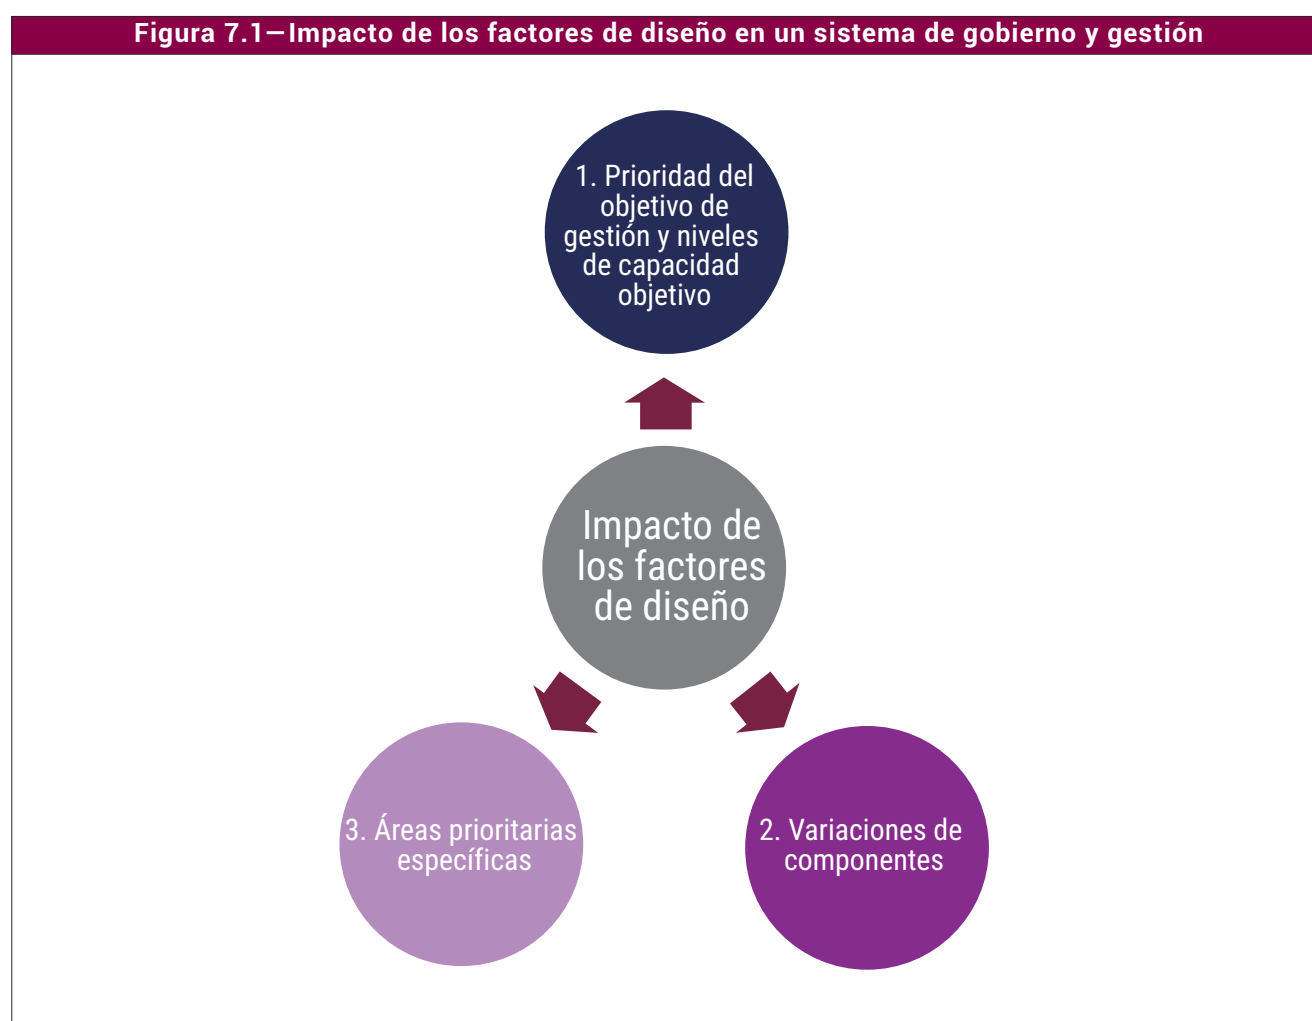 Figura 7.1—Impacto de los factores de diseño en un sistema de gobierno y gestión
1. Prioridad del
objetivo de
gestión y niveles
de capacidad
objetivo
Impacto de
los factores
de diseño
3. Áreas prioritarias
específicas
2. Variaciones de
componentes